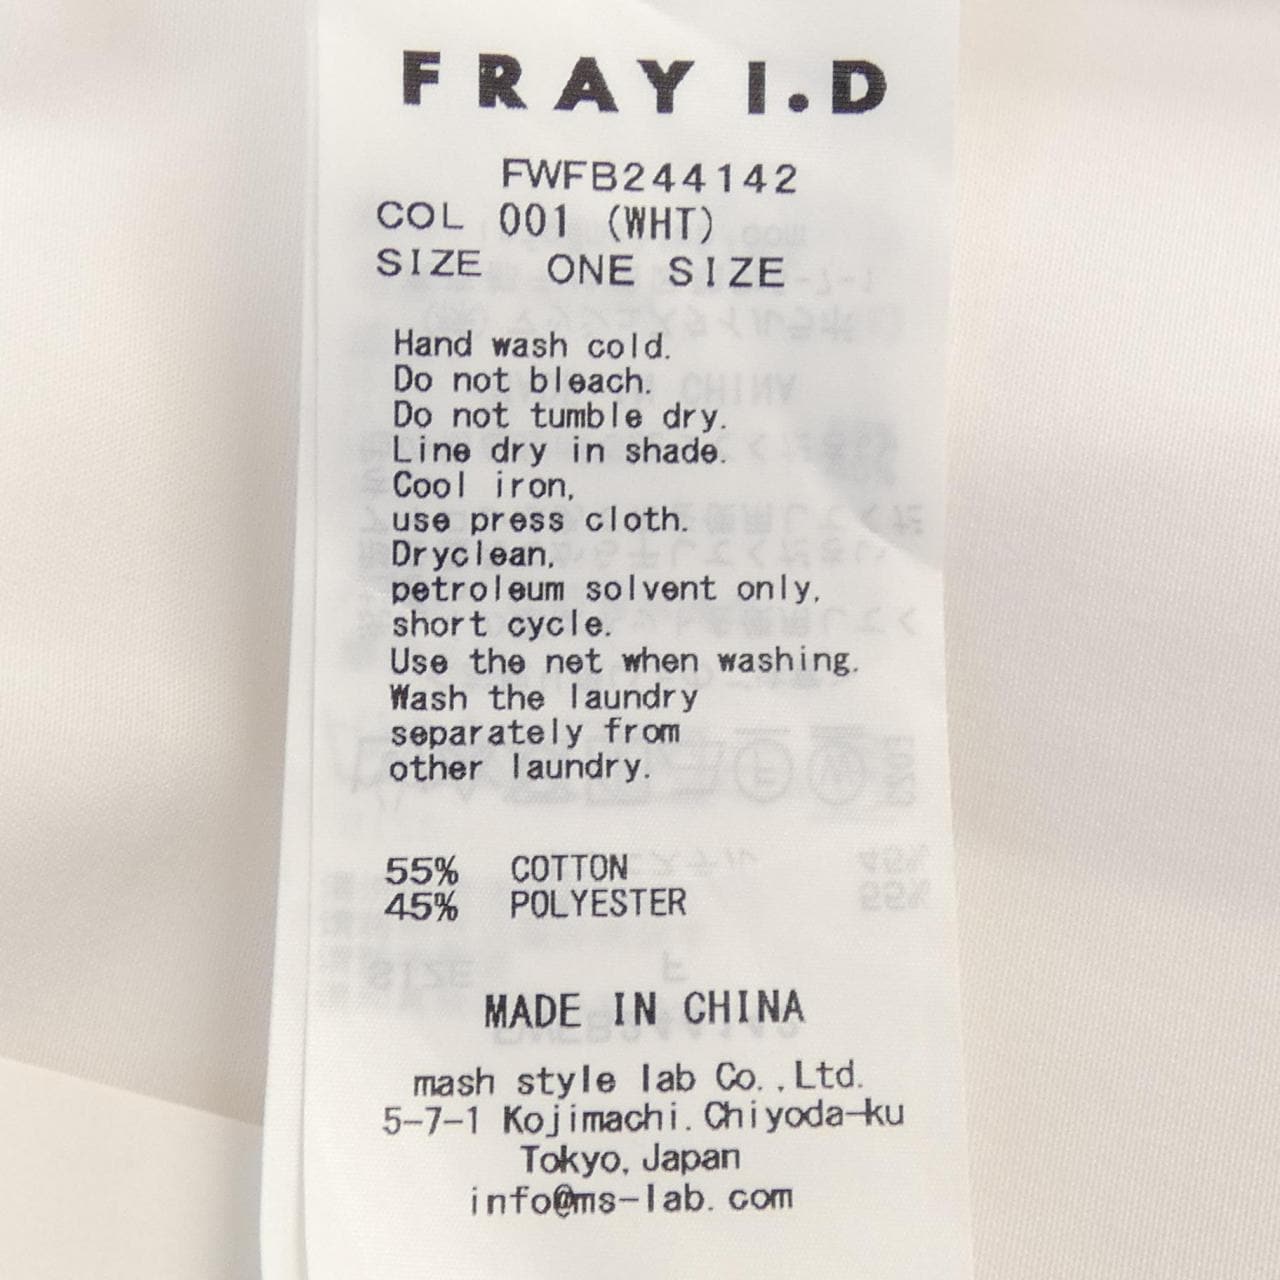 FRAY I.D
FWFB244142
COL 001 (WHT)
SIZE ONE SIZE
Hand wash cold.
Do not bleach.
Do not tumble dry.
Line dry in shade.
Cool iron,
use press cloth.
Dryclean,
petroleum solvent only,
short cycle.
Use the net when washing.
Wash the laundry
separately from
other laundry.
55% COTTON
45% POLYESTER
MADE IN CHINA
mash style lab Co.,Ltd.
5-7-1 Kojimachi.Chiyoda-ku
Tokyo,Japan
info@ms-lab.com